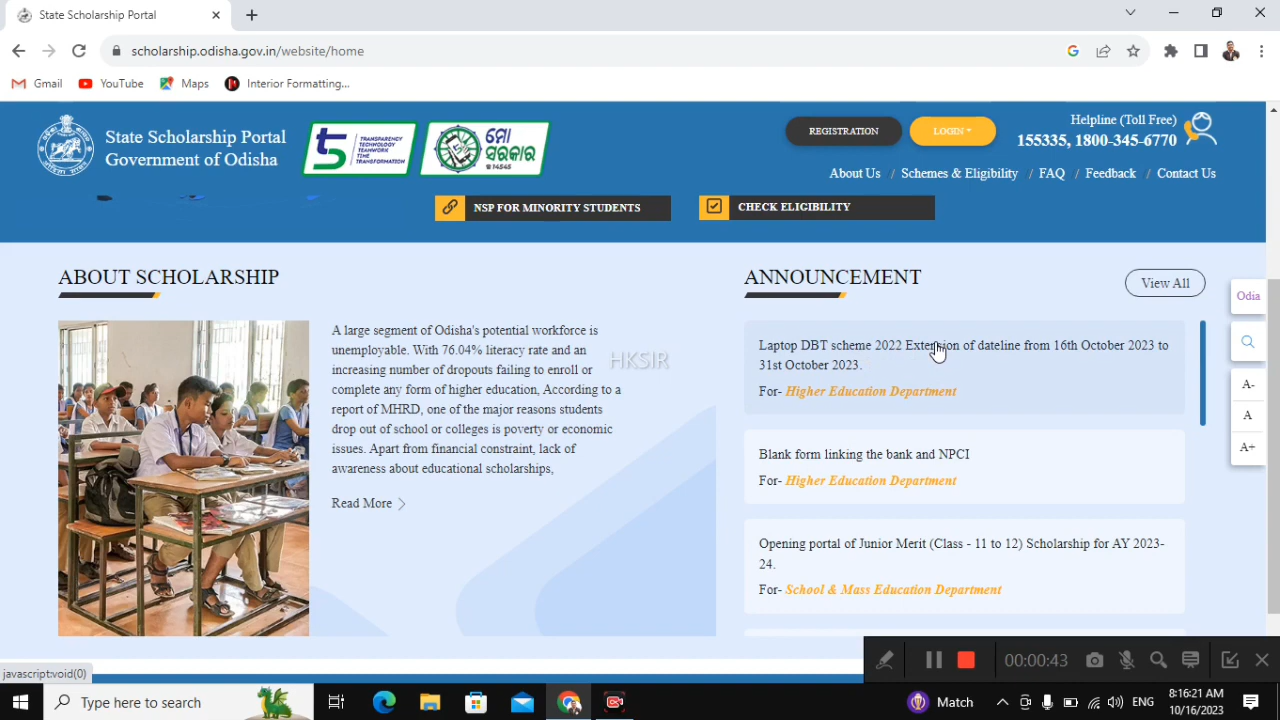 State Scholarship Portal
scholarship.odisha.gov.in/website/home
Gmail
YouTube
Maps
Interior Formatting...
State Scholarship Portal
Government of Odisha
5
TRANSPARENCY
TECHNOLOGY
TEAMWORK
TIME
TRANSFORMATION
ମୋ
ସରକାର
14545
REGISTRATION
LOGIN
Helpline (Toll Free)
155335, 1800-345-6770
About Us / Schemes & Eligibility / FAQ / Feedback / Contact Us
NSP FOR MINORITY STUDENTS
CHECK ELIGIBILITY
ABOUT SCHOLARSHIP
A large segment of Odisha's potential workforce is
unemployable. With 76.04% literacy rate and an
increasing number of dropouts failing to enroll or
complete any form of higher education, According to a
report of MHRD, one of the major reasons students
drop out of school or colleges is poverty or economic
issues. Apart from financial constraint, lack of
awareness about educational scholarships,
Read More
HKSIR
ANNOUNCEMENT
View All
Laptop DBT scheme 2022 Extension of dateline from 16th October 2023 to
31st October 2023.
For- Higher Education Department
Blank form linking the bank and NPCI
For- Higher Education Department
Opening portal of Junior Merit (Class - 11 to 12) Scholarship for AY 2023-
24.
For- School & Mass Education Department
Odia
A-
A
A+
javascript:void(0)
00:00:43
Type here to search
Match
ENG
8:16:21 AM
10/16/2023